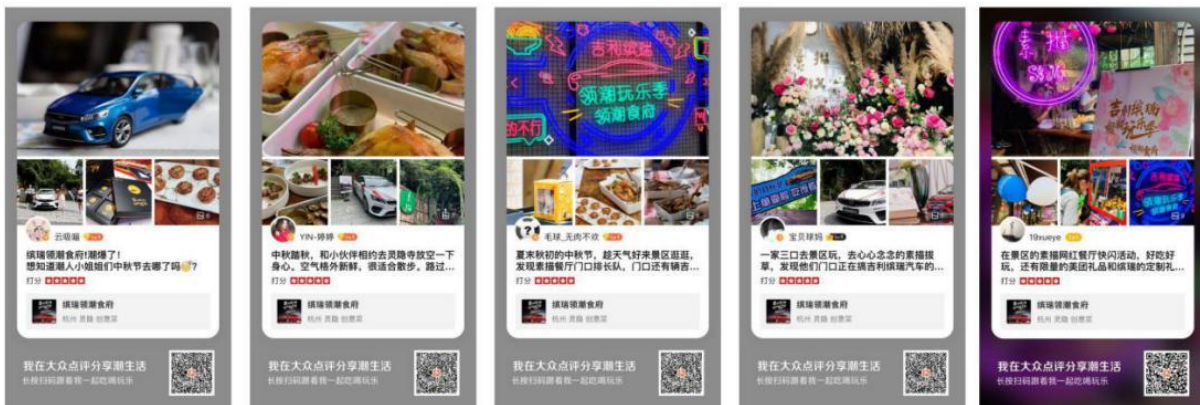 云吸猫
缤瑞领潮食府!潮爆了!
想知道潮人小姐姐们中秋节去哪了吗?
打分
缤瑞领潮食府
杭州 灵隐 创意菜
我在大众点评分享潮生活
长按扫码跟着我一起吃喝玩乐
YIN-婷婷
中秋踏秋,和小伙伴相约去灵隐寺放空一下
身心。空气格外新鲜,很适合散步。路过...
打分
缤瑞领潮食府
杭州 灵隐 创意菜
我在大众点评分享潮生活
长按扫码跟着我一起吃喝玩乐
吉利缤瑞
领潮玩乐季
领潮食府
的不行
毛球_无肉不欢
夏末秋初的中秋节,趁天气好来景区逛逛,
发现素描餐厅门口排长队,门口还有辆吉...
打分
缤瑞领潮食府
杭州 灵隐 创意菜
我在大众点评分享潮生活
长按扫码跟着我一起吃喝玩乐
素描
宝贝球妈
一家三口去景区玩,去心心念念的素描拔
草,发现他们门口正在搞吉利缤瑞汽车的...
打分
缤瑞领潮食府
杭州 灵隐 创意菜
我在大众点评分享潮生活
长按扫码跟着我一起吃喝玩乐
素描
吉利缤瑞
19xueye
在景区的素描网红餐厅快闪活动,好吃好
玩,还有限量的美团礼品和缤瑞的定制礼...
打分
缤瑞领潮食府
杭州 灵隐 创意菜
我在大众点评分享潮生活
长按扫码跟着我一起吃喝玩乐